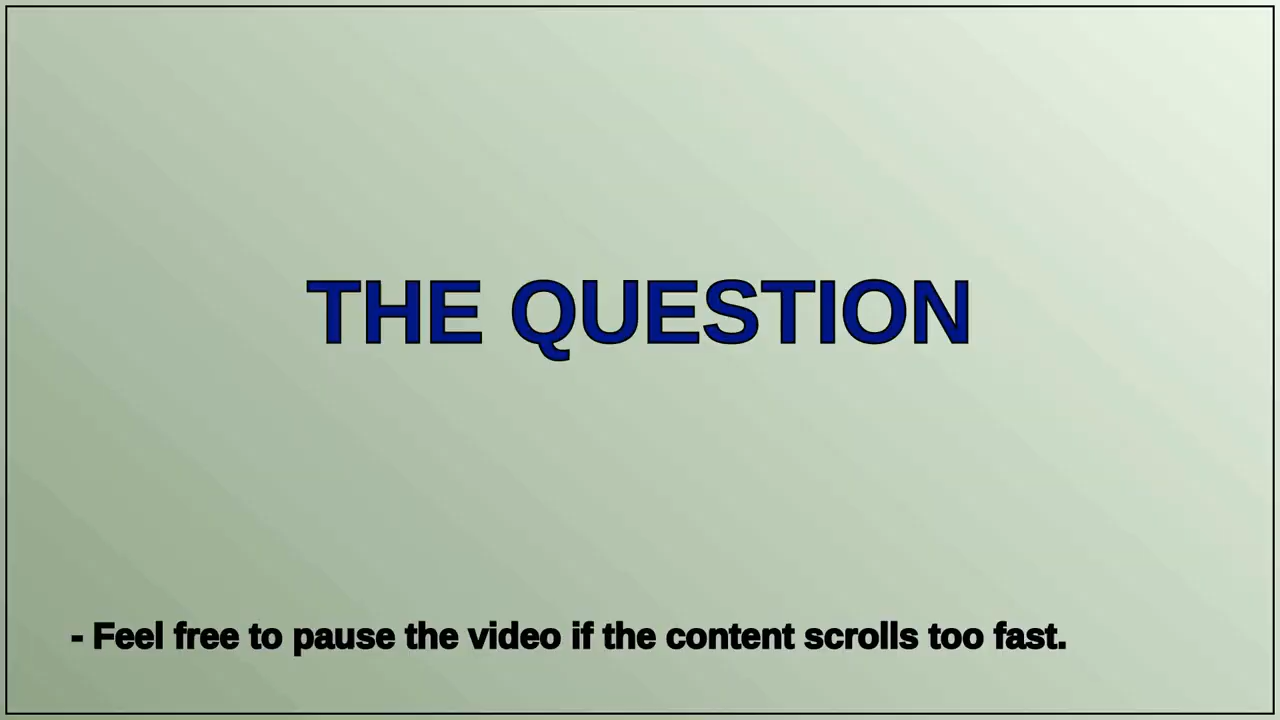 THE QUESTION
- Feel free to pause the video if the content scrolls too fast.